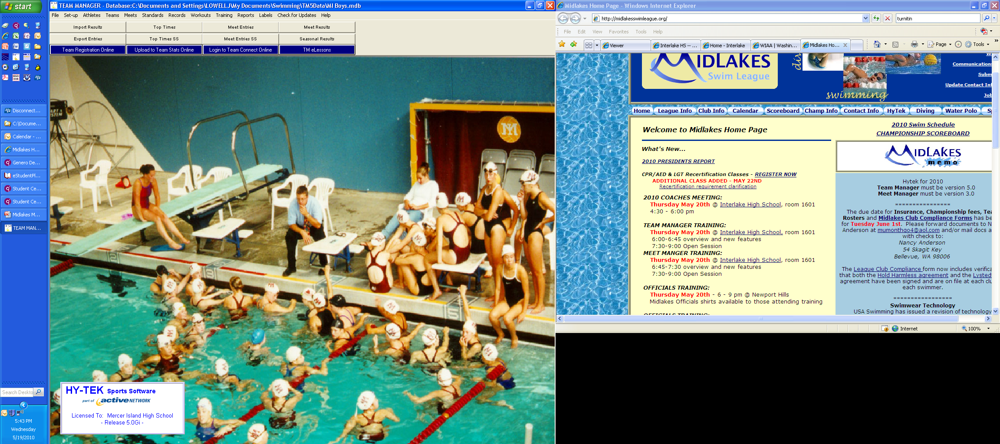 start
Disconnect...
C:\Docume...
Calendar - ...
Midlakes H...
Genero De...
eStudentPl...
Student Ce...
Student Ce...
Midlakes M...
TEAM MAN...
Search Deskto
5:43 PM
Wednesday
5/19/2010
TEAM MANAGER - Database:C:\Documents and Settings\LOWELLJ\My Documents\Swimming\TM5Data\MI Boys.mdb
File Set-up Athletes Teams Meets Standards Records Workouts Training Reports Labels Check for Updates Help
Import Results Top Times Meet Entries Meet Results
Export Entries Top Times SS Meet Entries SS Seasonal Results
Team Registration Online Upload to Team Stats Online Login to Team Connect Online TM eLessons
HY-TEK Sports Software
part of active NETWORK
Licensed To: Mercer Island High School
- Release 5.0Gi -
Midlakes Home Page - Windows Internet Explorer
http://midlakesswimleague.org/
turnitin
File Edit View Favorites Tools Help
Viewer Interlake HS -- ... Home - Interlake WIAA | Washin... Midlakes Ho... Page Tools
MIDLAKES
Swim League
swimming
Communications
Subm
Update Contact Inf
Job
Home League Info Club Info Calendar Scoreboard Champ Info Contact Info HyTek Diving Water Polo Sp
Welcome to Midlakes Home Page
What's New...
2010 PRESIDENTS REPORT
CPR/AED & LGT Recertification Classes - REGISTER NOW
ADDITIONAL CLASS ADDED - MAY 22ND
Recertification requirement clarification
2010 COACHES MEETING:
Thursday May 20th @ Interlake High School, room 1601
4:30 - 6:00 pm
TEAM MANAGER TRAINING:
Thursday May 20th @ Interlake High School, room 1601
6:00-6:45 overview and new features
7:30-9:00 Open Session
MEET MANGER TRAINING:
Thursday May 20th @ Interlake High School, room 1601
6:45-7:30 overview and new features
7:30-9:00 Open Session
OFFICIALS TRAINING:
Thursday May 20th - 6 - 9 pm @ Newport Hills
Midlakes Officials shirts available to those attending training
OFFICIALS TRAINING:
2010 Swim Schedule
CHAMPIONSHIP SCOREBOARD
MIDLAKES
memo
Hytek for 2010
Team Manager must be version 5.0
Meet Manager must be version 3.0
****************
The due date for Insurance, Championship fees, Tea
Rosters and Midlakes Club Compliance Forms has be
for Tuesday June 1st. Please forward documents to N
Anderson at mumonthgo4@aol.com and/or mail docs a
with checks to:
Nancy Anderson
54 Skagit Key
Bellevue, WA 98006
The League Club Compliance form now includes verifica
that both the Hold Harmless agreement and the Lysted
agreement have been signed and are on file at each clu
each swimmer.
*****************
Swimwear Technology
USA Swimming has issued a revision of technology
Internet
100%